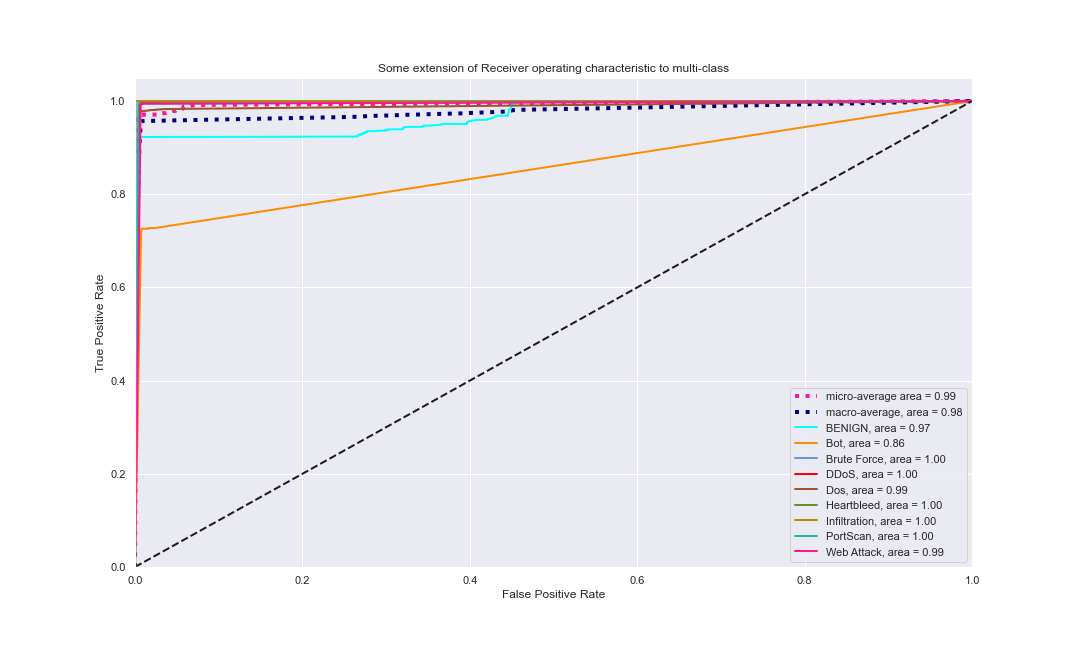 Some extension of Receiver operating characteristic to multi-class
True Positive Rate
1.0
0.8
0.6
0.4
0.2
0.0
micro-average area = 0.99
macro-average, area = 0.98
BENIGN, area = 0.97
Bot, area = 0.86
Brute Force, area = 1.00
DDoS, area = 1.00
Dos, area = 0.99
Heartbleed, area = 1.00
Infiltration, area = 1.00
PortScan, area = 1.00
Web Attack, area = 0.99
0.0 0.2 0.4 0.6 0.8 1.0
False Positive Rate